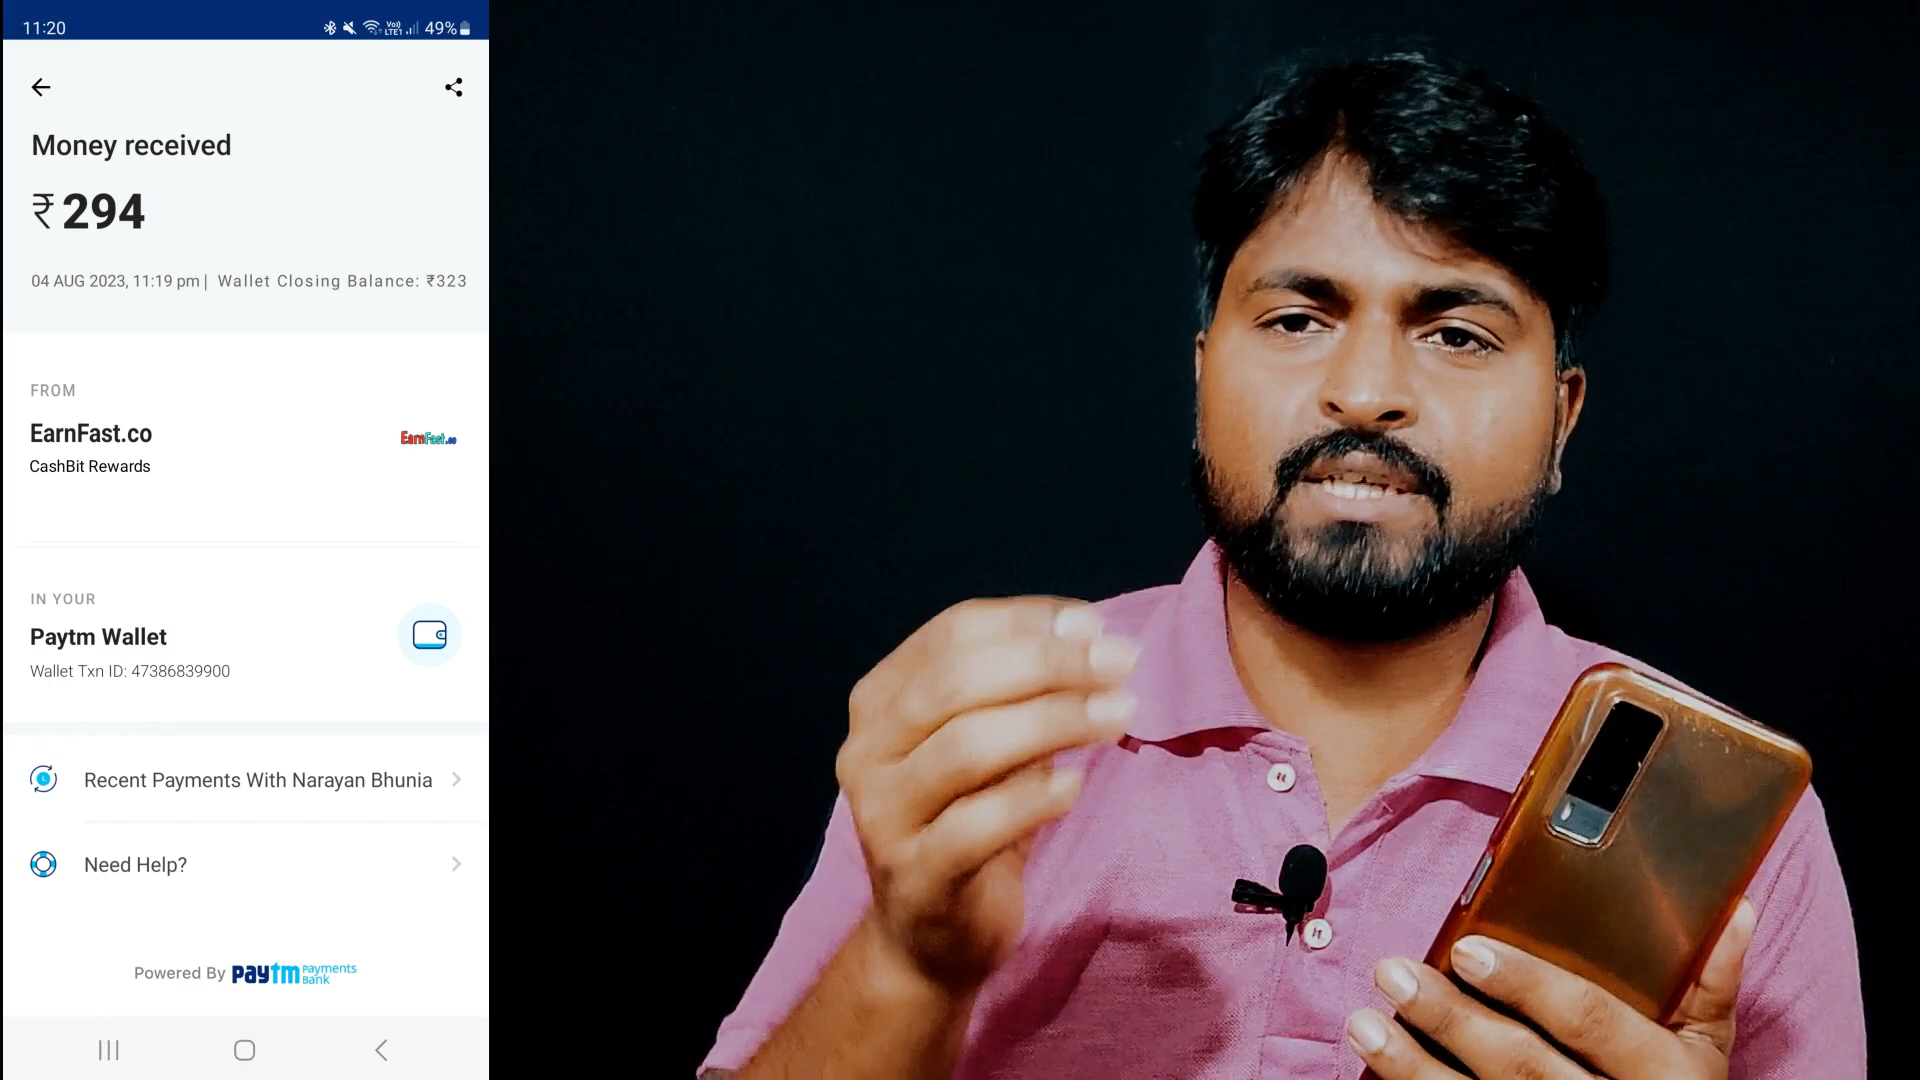 11:20
Vo)) LTE1 49%
Money received
₹294
04 AUG 2023, 11:19 pm | Wallet Closing Balance: ₹323
FROM
EarnFast.co
EarnFast.co
CashBit Rewards
IN YOUR
Paytm Wallet
Wallet Txn ID: 47386839900
Recent Payments With Narayan Bhunia
Need Help?
Powered By paytm Payments Bank